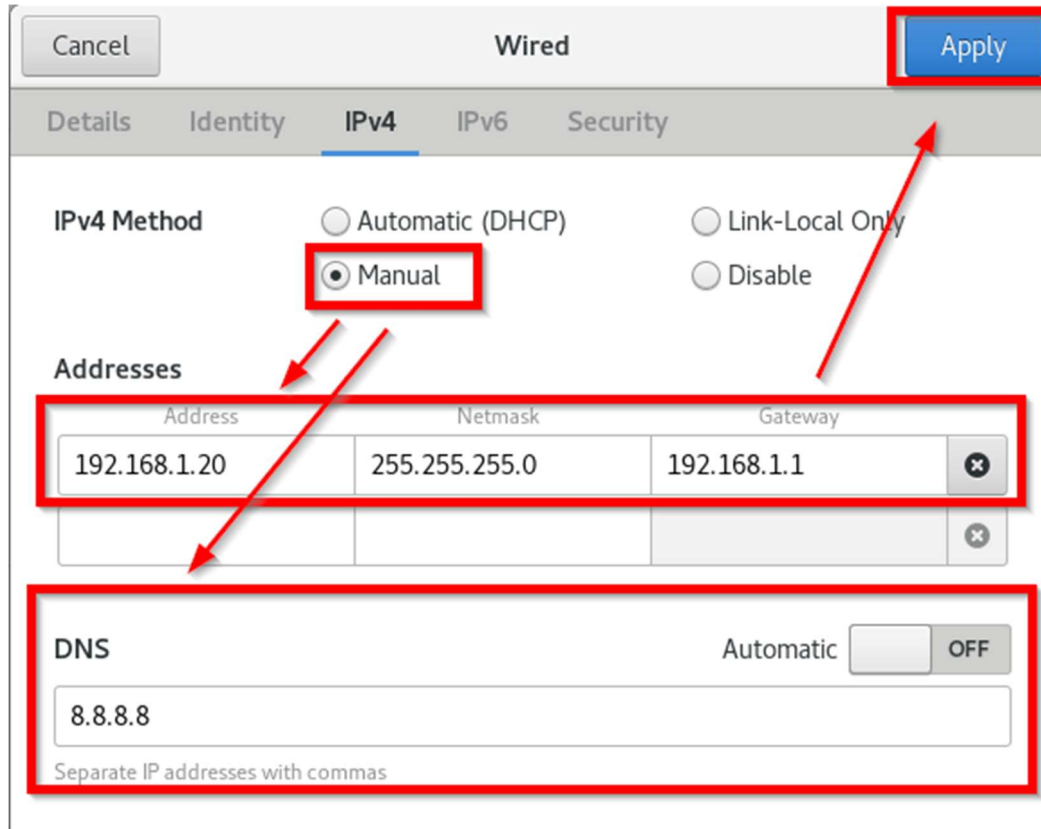 Cancel Wired Apply
Details Identity IPv4 IPv6 Security
IPv4 Method Automatic (DHCP) Link-Local Only
Manual Disable
Addresses
Address Netmask Gateway
192.168.1.20 255.255.255.0 192.168.1.1
DNS Automatic OFF
8.8.8.8
Separate IP addresses with commas